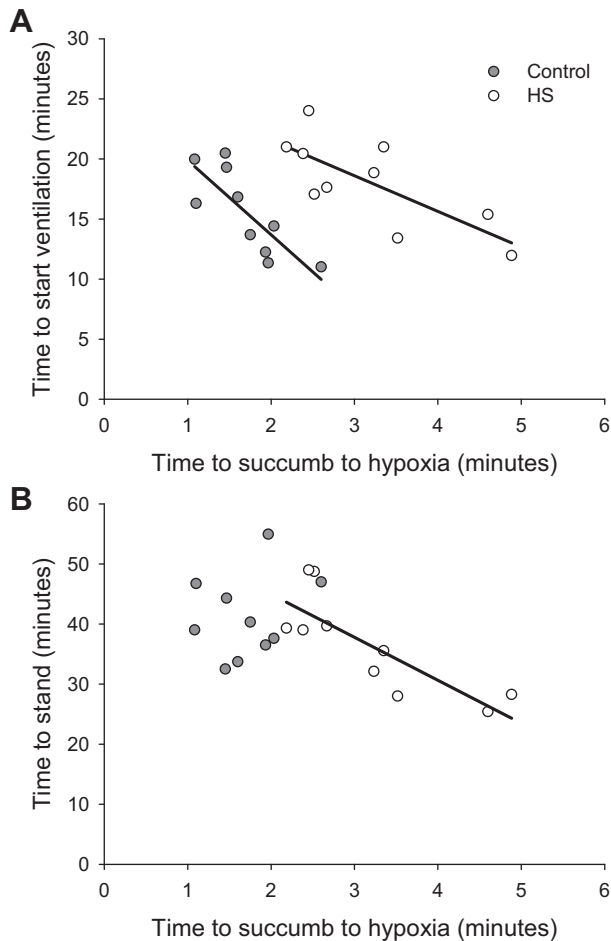 A
30
25
20
15
10
5
0
Time to start ventilation (minutes)
Control
HS
0 1 2 3 4 5 6
Time to succumb to hypoxia (minutes)
B
60
50
40
30
20
10
0
Time to stand (minutes)
0 1 2 3 4 5 6
Time to succumb to hypoxia (minutes)